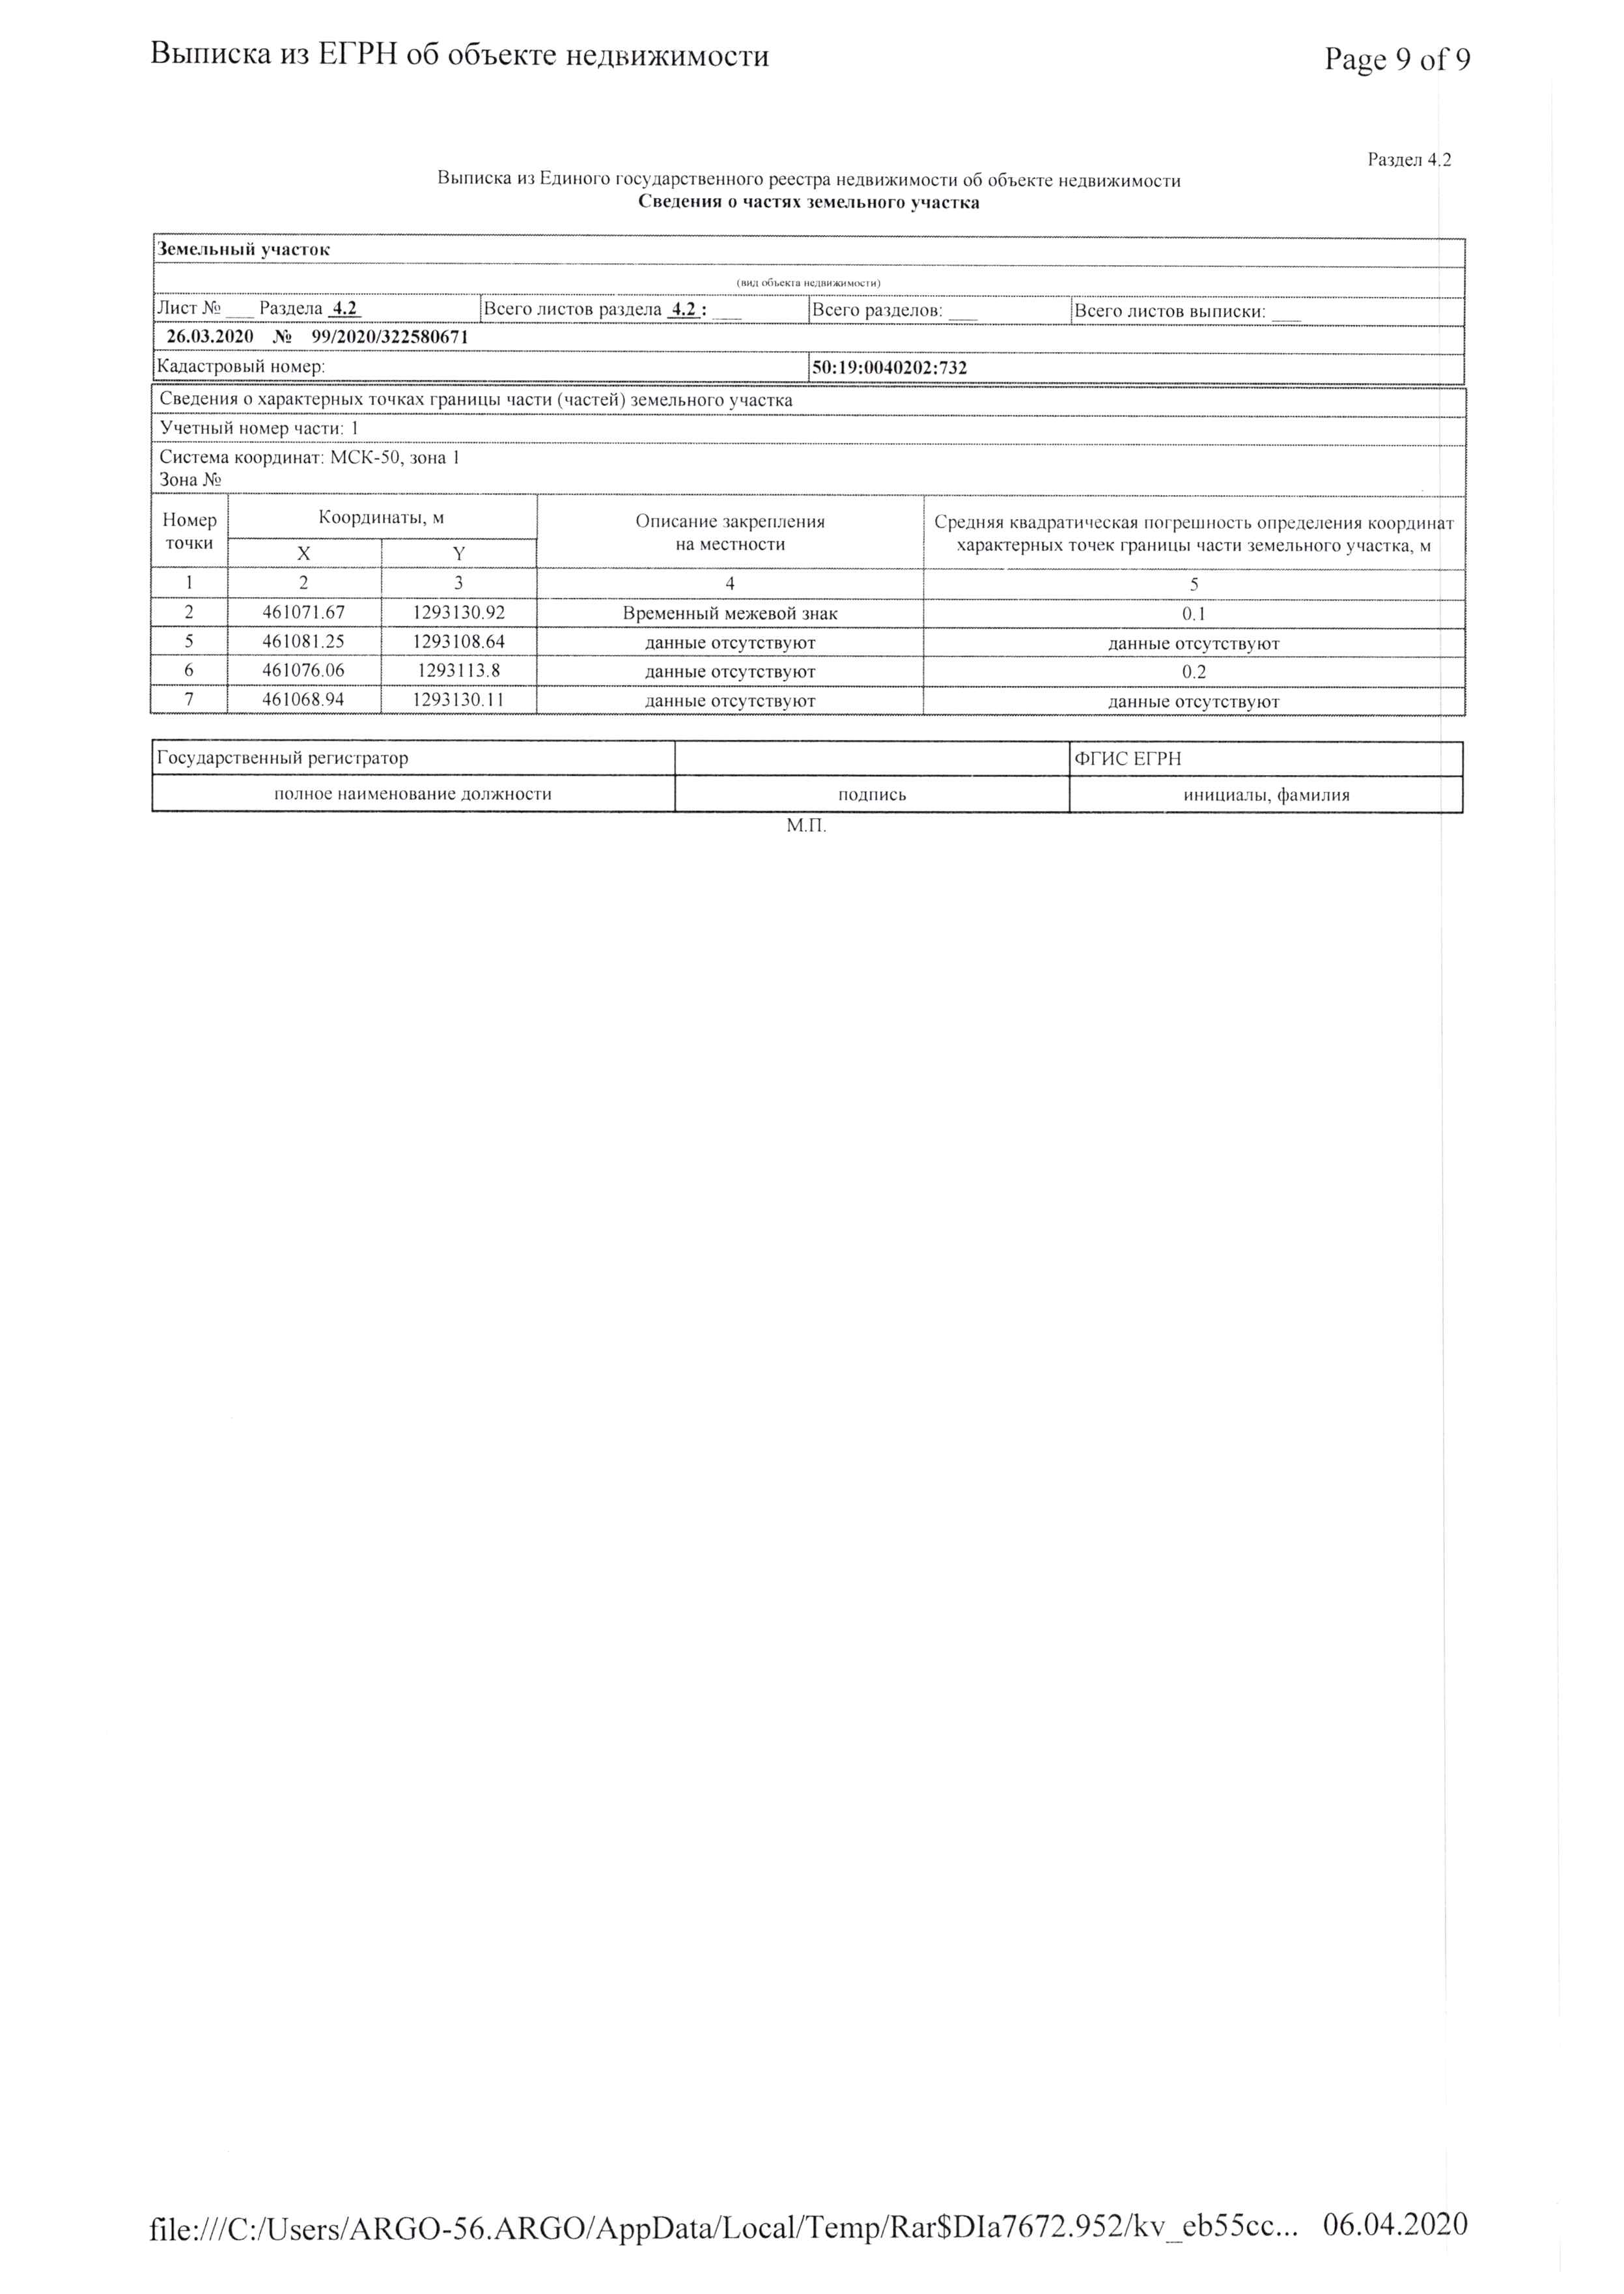 Выписка из ЕГРН об объекте недвижимости Page 9 of 9
Раздел 4.2
Выписка из Единого государственного реестра недвижимости об объекте недвижимости
Сведения о частях земельного участка
Земельный участок
(вид объекта недвижимости)
Лист № ___ Раздела 4.2 Всего листов раздела 4.2 : ___ Всего разделов: ___ Всего листов выписки: ___
26.03.2020 № 99/2020/322580671
Кадастровый номер: 50:19:0040202:732
Сведения о характерных точках границы части (частей) земельного участка
Учетный номер части: 1
Система координат: МСК-50, зона 1
Зона №
Номер точки Координаты, м Описание закрепления на местности Средняя квадратическая погрешность определения координат характерных точек границы части земельного участка, м
X Y
1 2 3 4 5
2 461071.67 1293130.92 Временный межевой знак 0.1
5 461081.25 1293108.64 данные отсутствуют данные отсутствуют
6 461076.06 1293113.8 данные отсутствуют 0.2
7 461068.94 1293130.11 данные отсутствуют данные отсутствуют
Государственный регистратор ФГИС ЕГРН
полное наименование должности подпись инициалы, фамилия
М.П.
file:///C:/Users/ARGO-56.ARGO/AppData/Local/Temp/Rar$DIa7672.952/kv_eb55cc... 06.04.2020